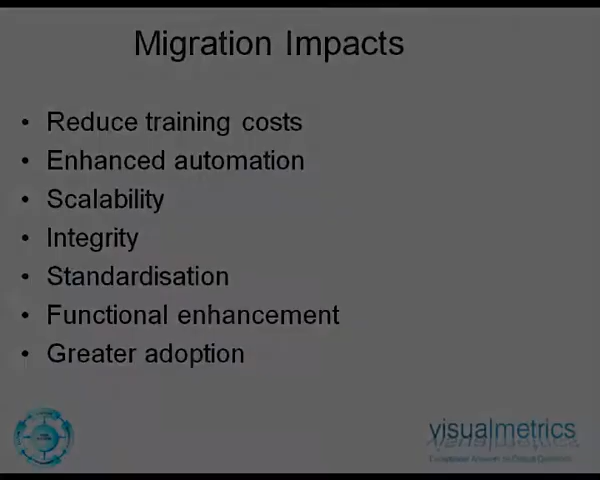 Migration Impacts
• Reduce training costs
• Enhanced automation
• Scalability
• Integrity
• Standardisation
• Functional enhancement
• Greater adoption
visualmetrics